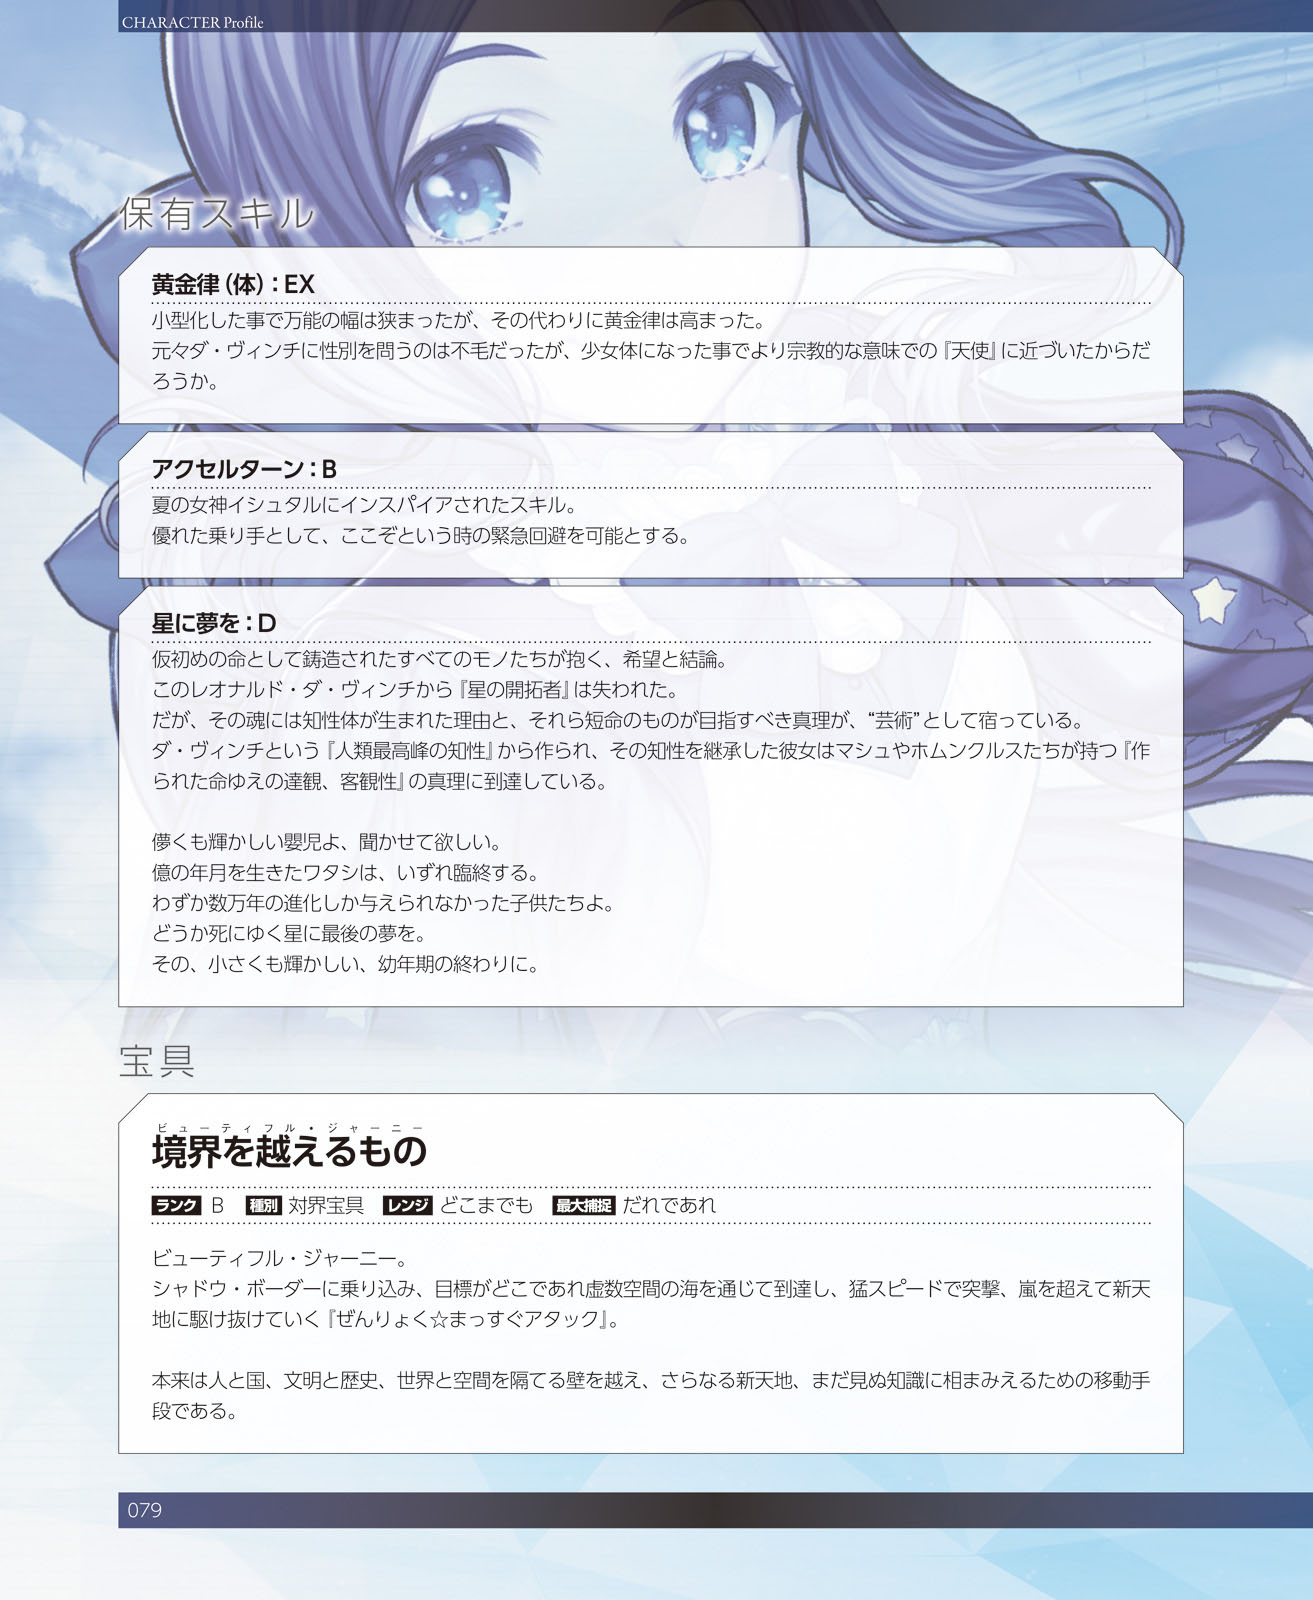 CHARACTER Profile
保有スキル
黄金律（体）：EX
小型化した事で万能の幅は狭まったが、その代わりに黄金律は高まった。
元々ダ・ヴィンチに性別を問うのは不毛だったが、少女体になった事でより宗教的な意味での『天使』に近づいたからだ
ろうか。
アクセルターン：B
夏の女神イシュタルにインスパイアされたスキル。
優れた乗り手として、ここぞという時の緊急回避を可能とする。
星に夢を：D
仮初めの命として鋳造されたすべてのモノたちが抱く、希望と結論。
このレオナルド・ダ・ヴィンチから『星の開拓者』は失われた。
だが、その魂には知性体が生まれた理由と、それら短命のものが目指すべき真理が、“芸術”として宿っている。
ダ・ヴィンチという『人類最高峰の知性』から作られ、その知性を継承した彼女はマシュやホムンクルスたちが持つ『作
られた命ゆえの達観、客観性』の真理に到達している。
儚くも輝かしい嬰児よ、聞かせて欲しい。
億の年月を生きたワタシは、いずれ臨終する。
わずか数万年の進化しか与えられなかった子供たちよ。
どうか死にゆく星に最後の夢を。
その、小さくも輝かしい、幼年期の終わりに。
宝具
ビューティフル・ジャーニー
境界を越えるもの
ランク B 種別 対界宝具 レンジ どこまでも 最大捕捉 だれであれ
ビューティフル・ジャーニー。
シャドウ・ボーダーに乗り込み、目標がどこであれ虚数空間の海を通じて到達し、猛スピードで突撃、嵐を超えて新天
地に駆け抜けていく『ぜんりょく☆まっすぐアタック』。
本来は人と国、文明と歴史、世界と空間を隔てる壁を越え、さらなる新天地、まだ見ぬ知識に相まみえるための移動手
段である。
079